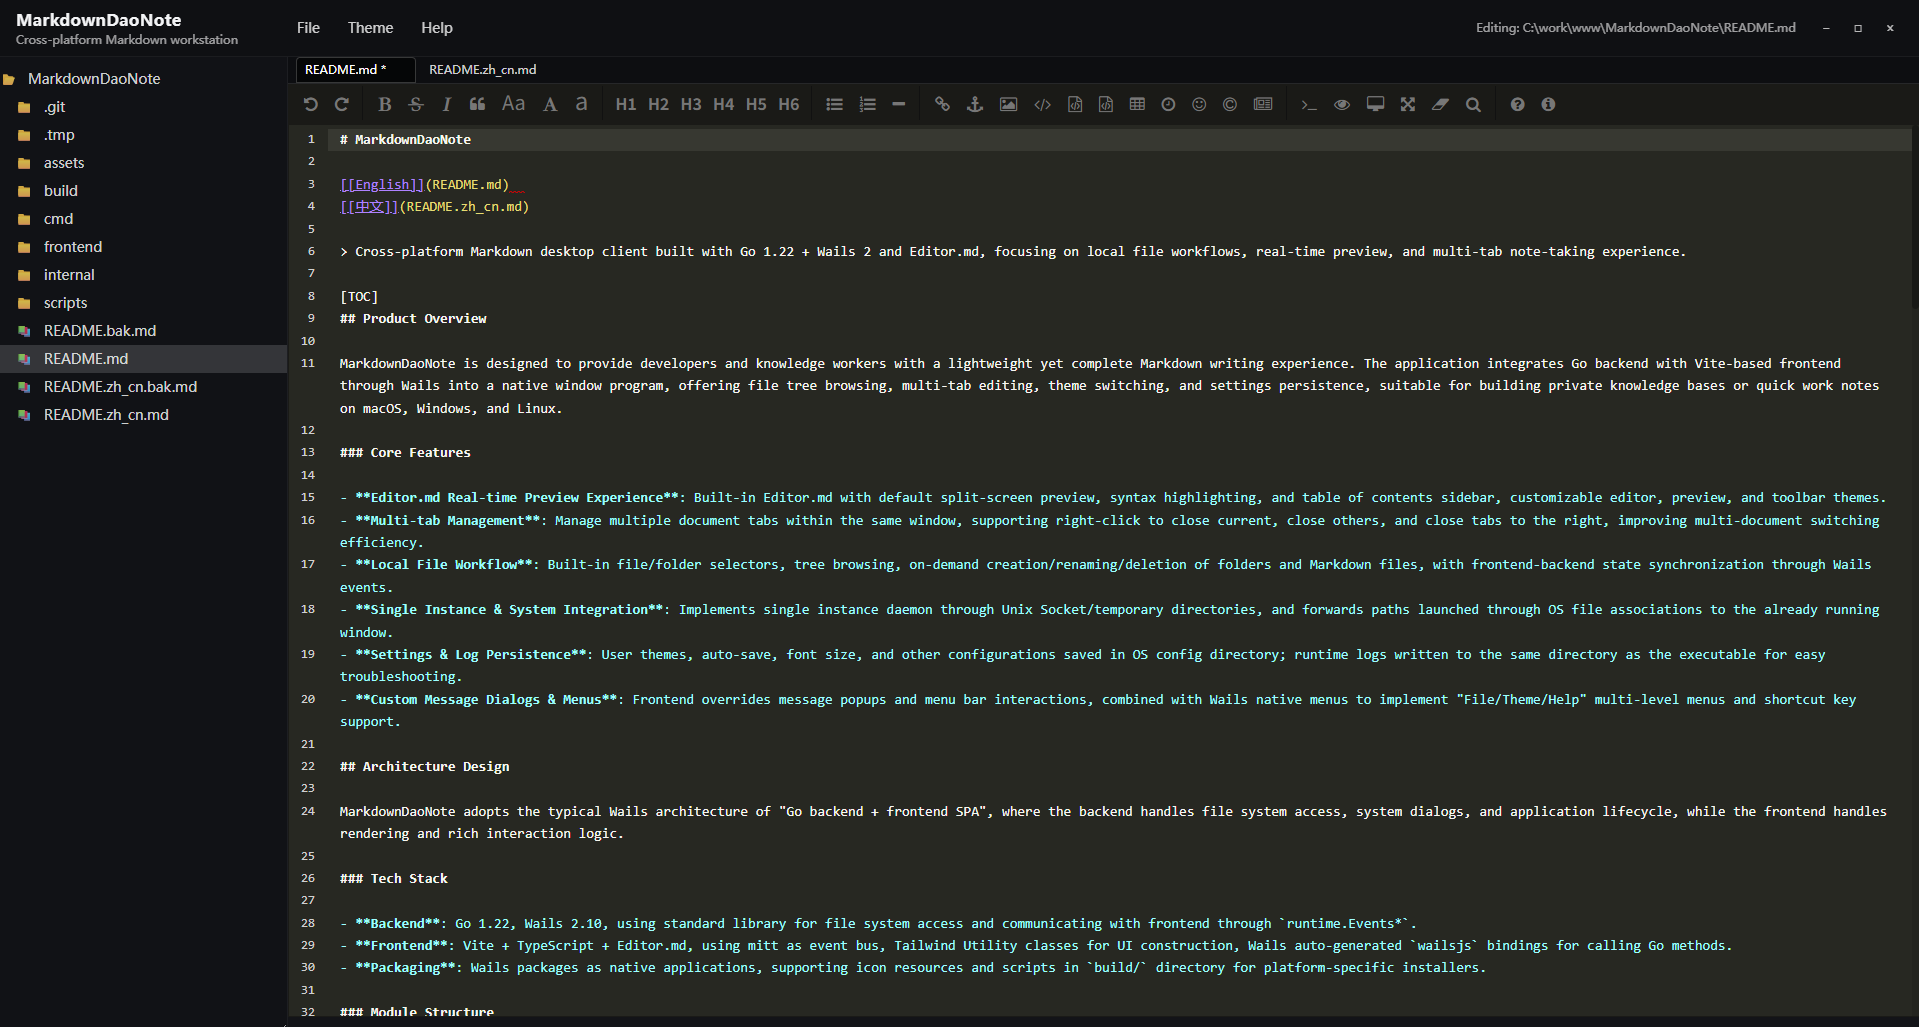 MarkdownDaoNote
Cross-platform Markdown workstation
File Theme Help
Editing: C:\work\www\MarkdownDaoNote\README.md
MarkdownDaoNote
.git
.tmp
assets
build
cmd
frontend
internal
scripts
README.bak.md
README.md
README.zh_cn.bak.md
README.zh_cn.md
README.md * README.zh_cn.md
B S I “ Aa A a H1 H2 H3 H4 H5 H6
1 # MarkdownDaoNote
2
3 [[English]](README.md)
4 [[中文]](README.zh_cn.md)
5
6 > Cross-platform Markdown desktop client built with Go 1.22 + Wails 2 and Editor.md, focusing on local file workflows, real-time preview, and multi-tab note-taking experience.
7
8 [TOC]
9 ## Product Overview
10
11 MarkdownDaoNote is designed to provide developers and knowledge workers with a lightweight yet complete Markdown writing experience. The application integrates Go backend with Vite-based frontend
through Wails into a native window program, offering file tree browsing, multi-tab editing, theme switching, and settings persistence, suitable for building private knowledge bases or quick work notes
on macOS, Windows, and Linux.
12
13 ### Core Features
14
15 - **Editor.md Real-time Preview Experience**: Built-in Editor.md with default split-screen preview, syntax highlighting, and table of contents sidebar, customizable editor, preview, and toolbar themes.
16 - **Multi-tab Management**: Manage multiple document tabs within the same window, supporting right-click to close current, close others, and close tabs to the right, improving multi-document switching
efficiency.
17 - **Local File Workflow**: Built-in file/folder selectors, tree browsing, on-demand creation/renaming/deletion of folders and Markdown files, with frontend-backend state synchronization through Wails
events.
18 - **Single Instance & System Integration**: Implements single instance daemon through Unix Socket/temporary directories, and forwards paths launched through OS file associations to the already running
window.
19 - **Settings & Log Persistence**: User themes, auto-save, font size, and other configurations saved in OS config directory; runtime logs written to the same directory as the executable for easy
troubleshooting.
20 - **Custom Message Dialogs & Menus**: Frontend overrides message popups and menu bar interactions, combined with Wails native menus to implement "File/Theme/Help" multi-level menus and shortcut key
support.
21
22 ## Architecture Design
23
24 MarkdownDaoNote adopts the typical Wails architecture of "Go backend + frontend SPA", where the backend handles file system access, system dialogs, and application lifecycle, while the frontend handles
rendering and rich interaction logic.
25
26 ### Tech Stack
27
28 - **Backend**: Go 1.22, Wails 2.10, using standard library for file system access and communicating with frontend through `runtime.Events*`.
29 - **Frontend**: Vite + TypeScript + Editor.md, using mitt as event bus, Tailwind Utility classes for UI construction, Wails auto-generated `wailsjs` bindings for calling Go methods.
30 - **Packaging**: Wails packages as native applications, supporting icon resources and scripts in `build/` directory for platform-specific installers.
31
32 ### Module Structure